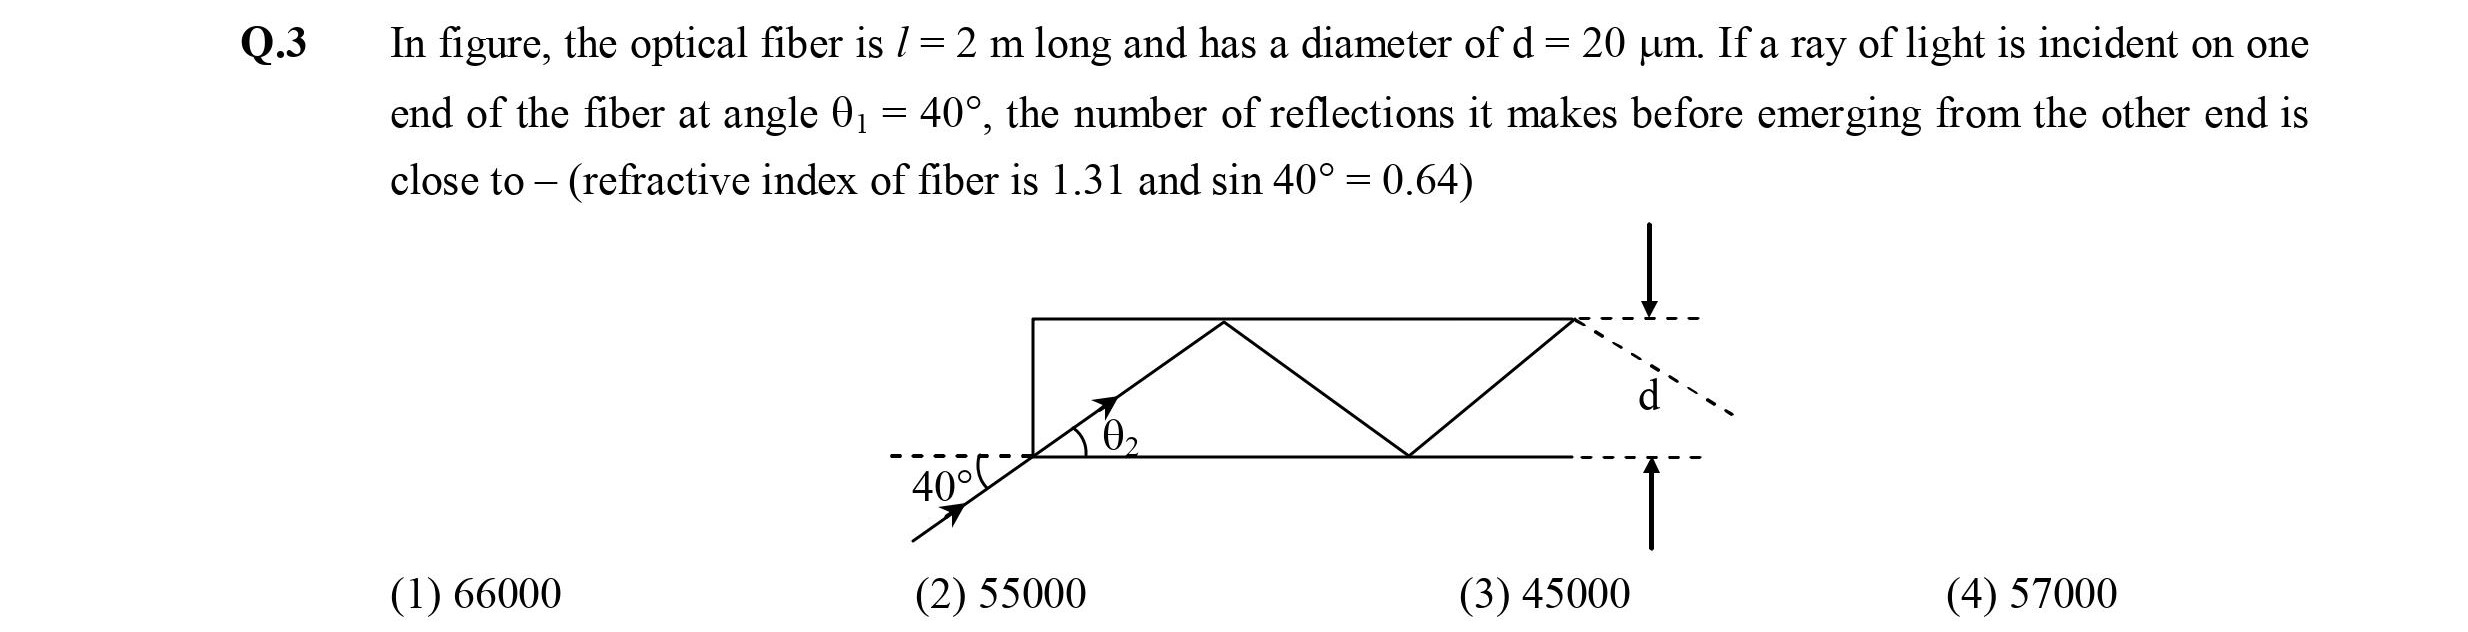 Q.3 In figure, the optical fiber is l = 2 m long and has a diameter of d = 20 μm. If a ray of light is incident on one
end of the fiber at angle θ₁ = 40°, the number of reflections it makes before emerging from the other end is
close to – (refractive index of fiber is 1.31 and sin 40° = 0.64)
d
θ₂
40°
(1) 66000 (2) 55000 (3) 45000 (4) 57000